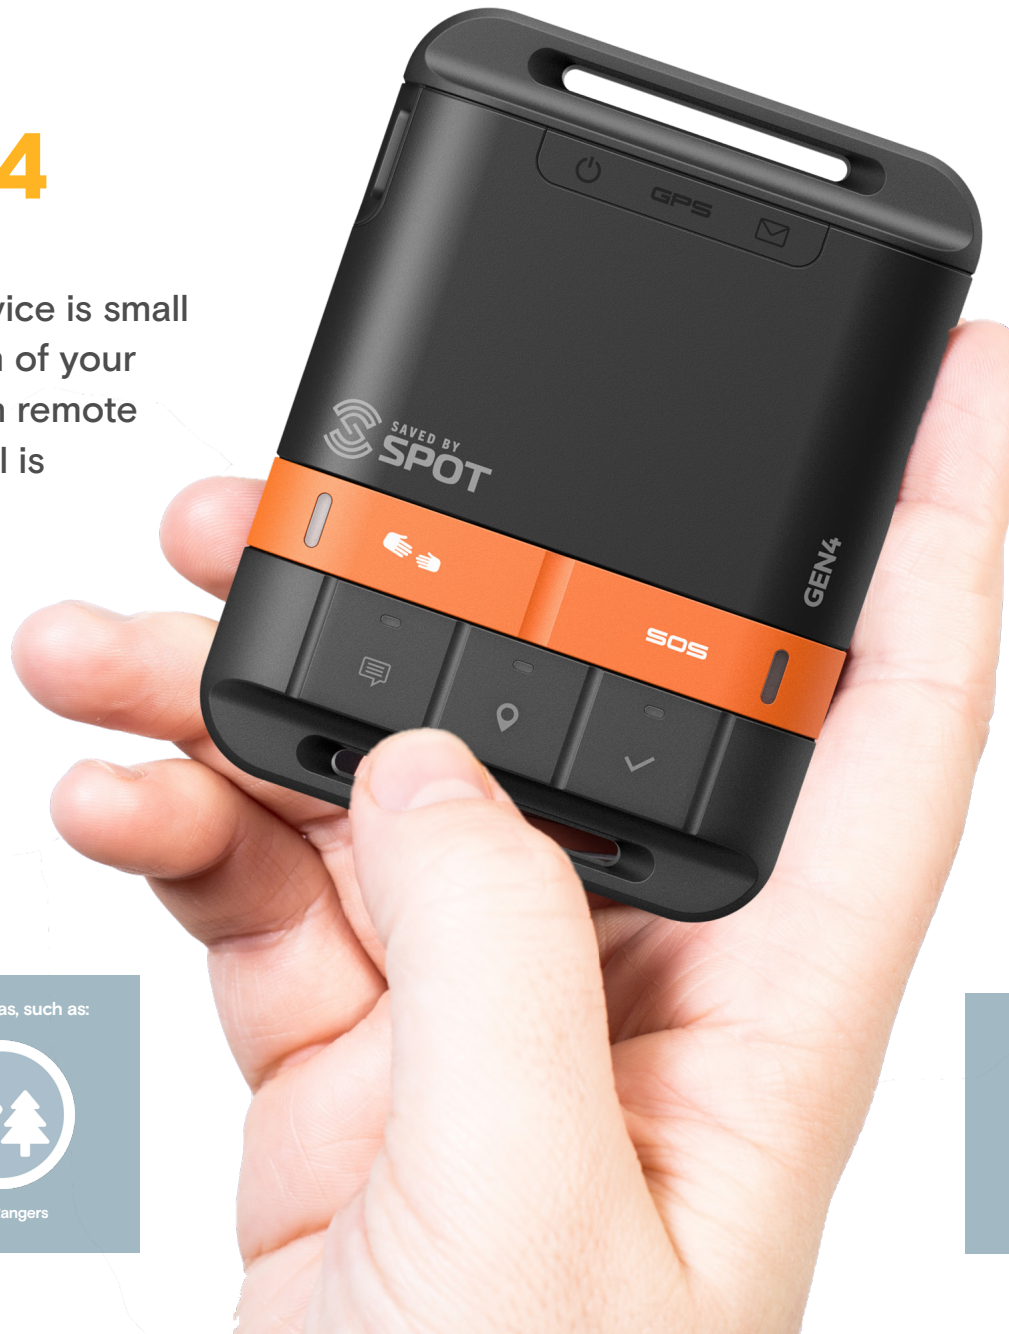 4
vice is small
n of your
n remote
l is
GPS
SAVED BY
SPOT
GEN4
SOS
as, such as:
angers